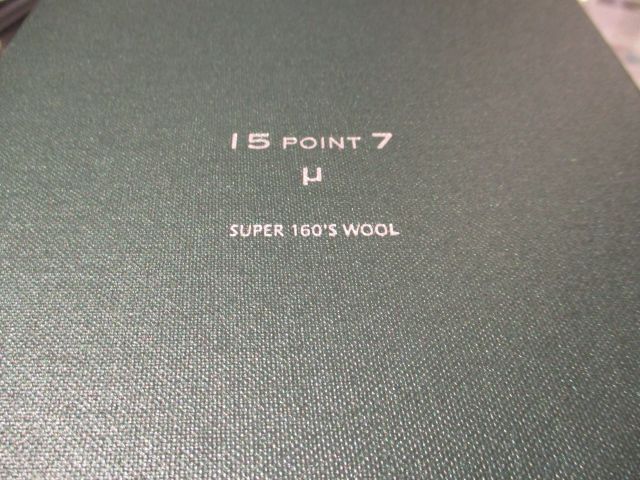 15 POINT 7
µ
SUPER 160'S WOOL